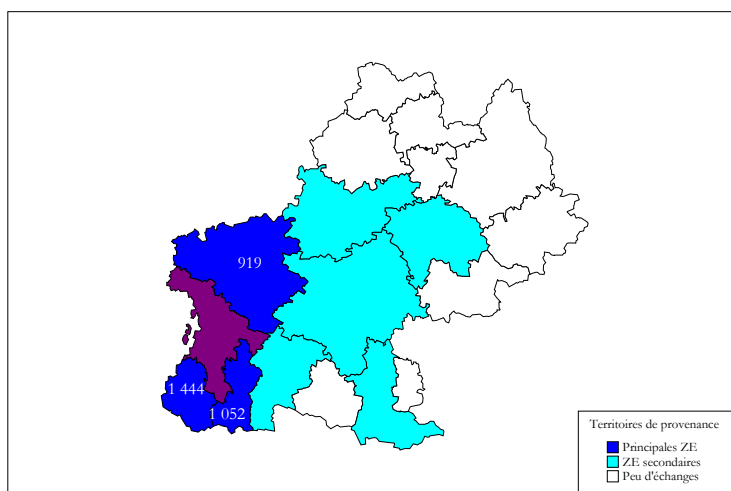 919
1 444
1 052
Territoires de provenance
Principales ZE
ZE secondaires
Peu d'échanges